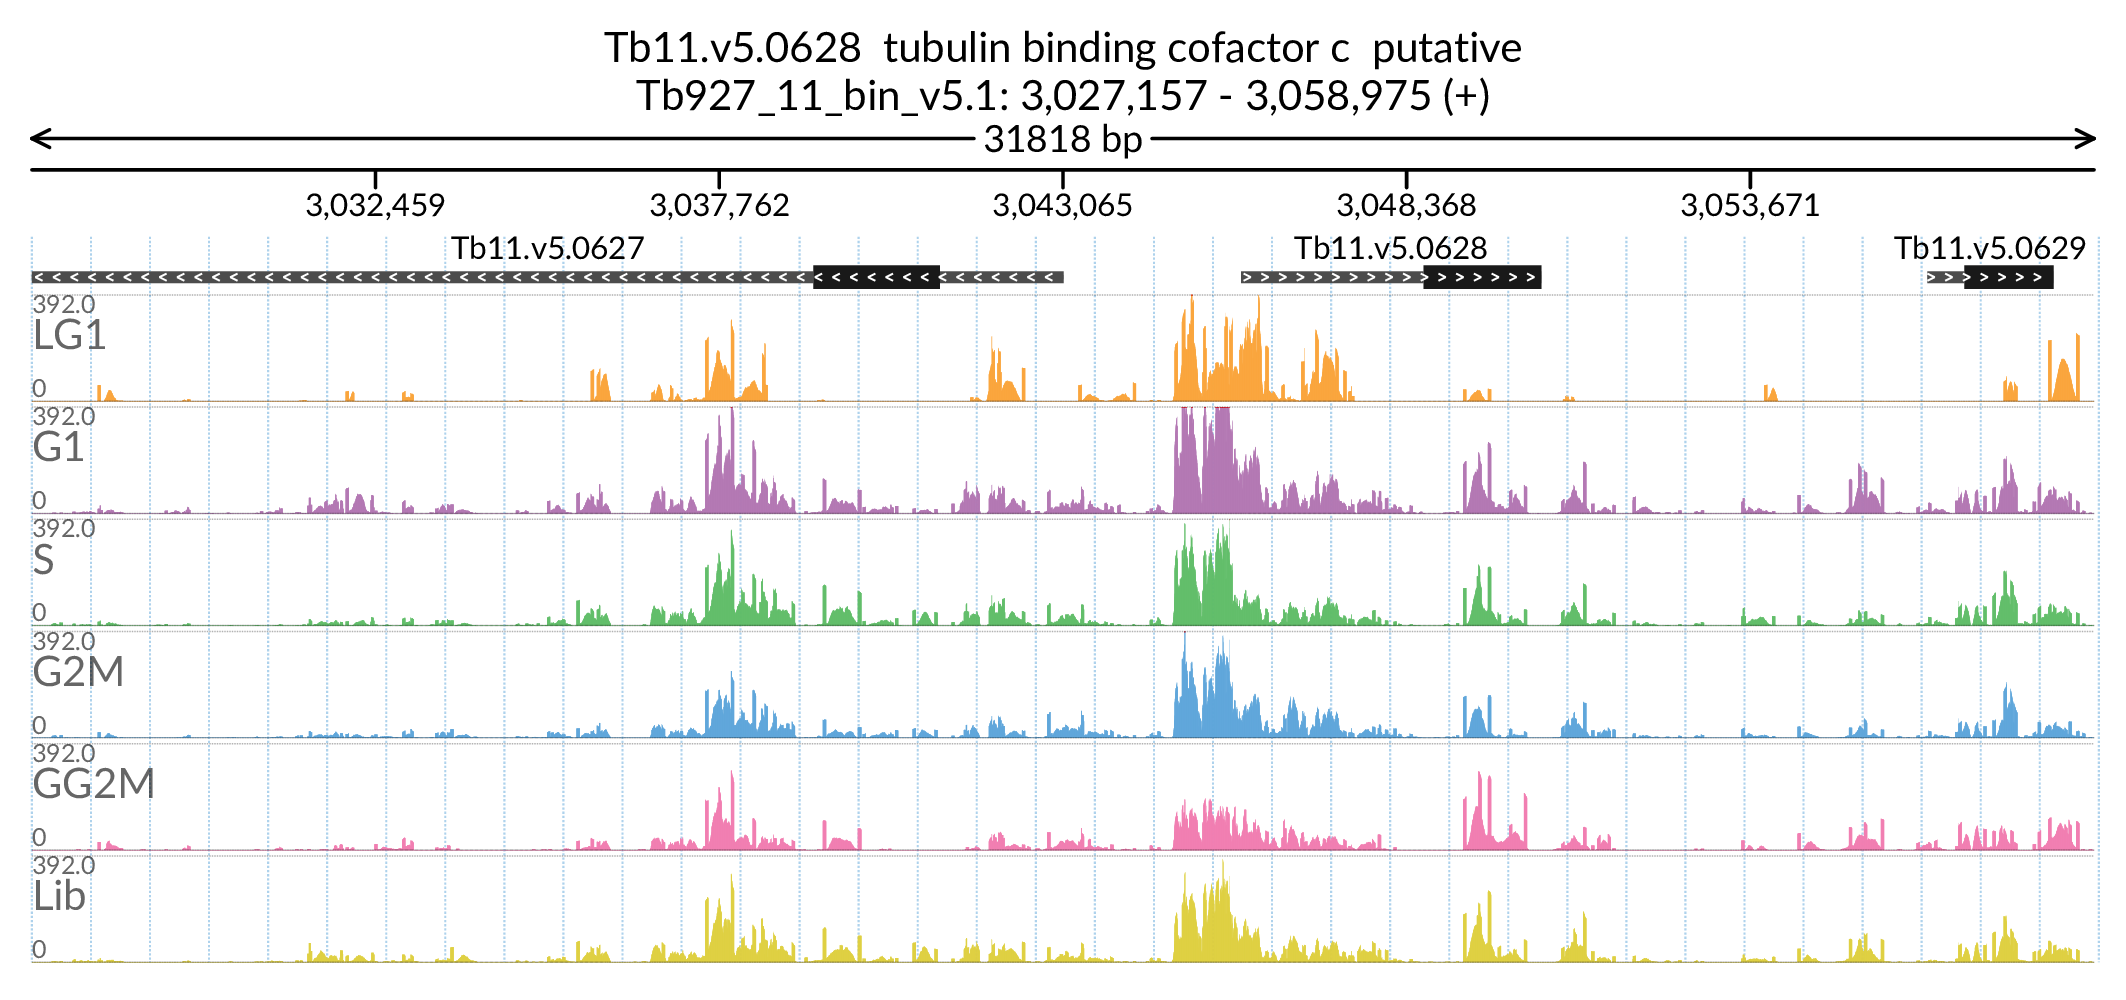 Tb11.v5.0628 tubulin binding cofactor c putative
Tb927_11_bin_v5.1: 3,027,157 - 3,058,975 (+)
31818 bp
3,032,459 3,037,762 3,043,065 3,048,368 3,053,671
Tb11.v5.0627 Tb11.v5.0628 Tb11.v5.0629
392.0
LG1
0
392.0
G1
0
392.0
S
0
392.0
G2M
0
392.0
GG2M
0
392.0
Lib
0